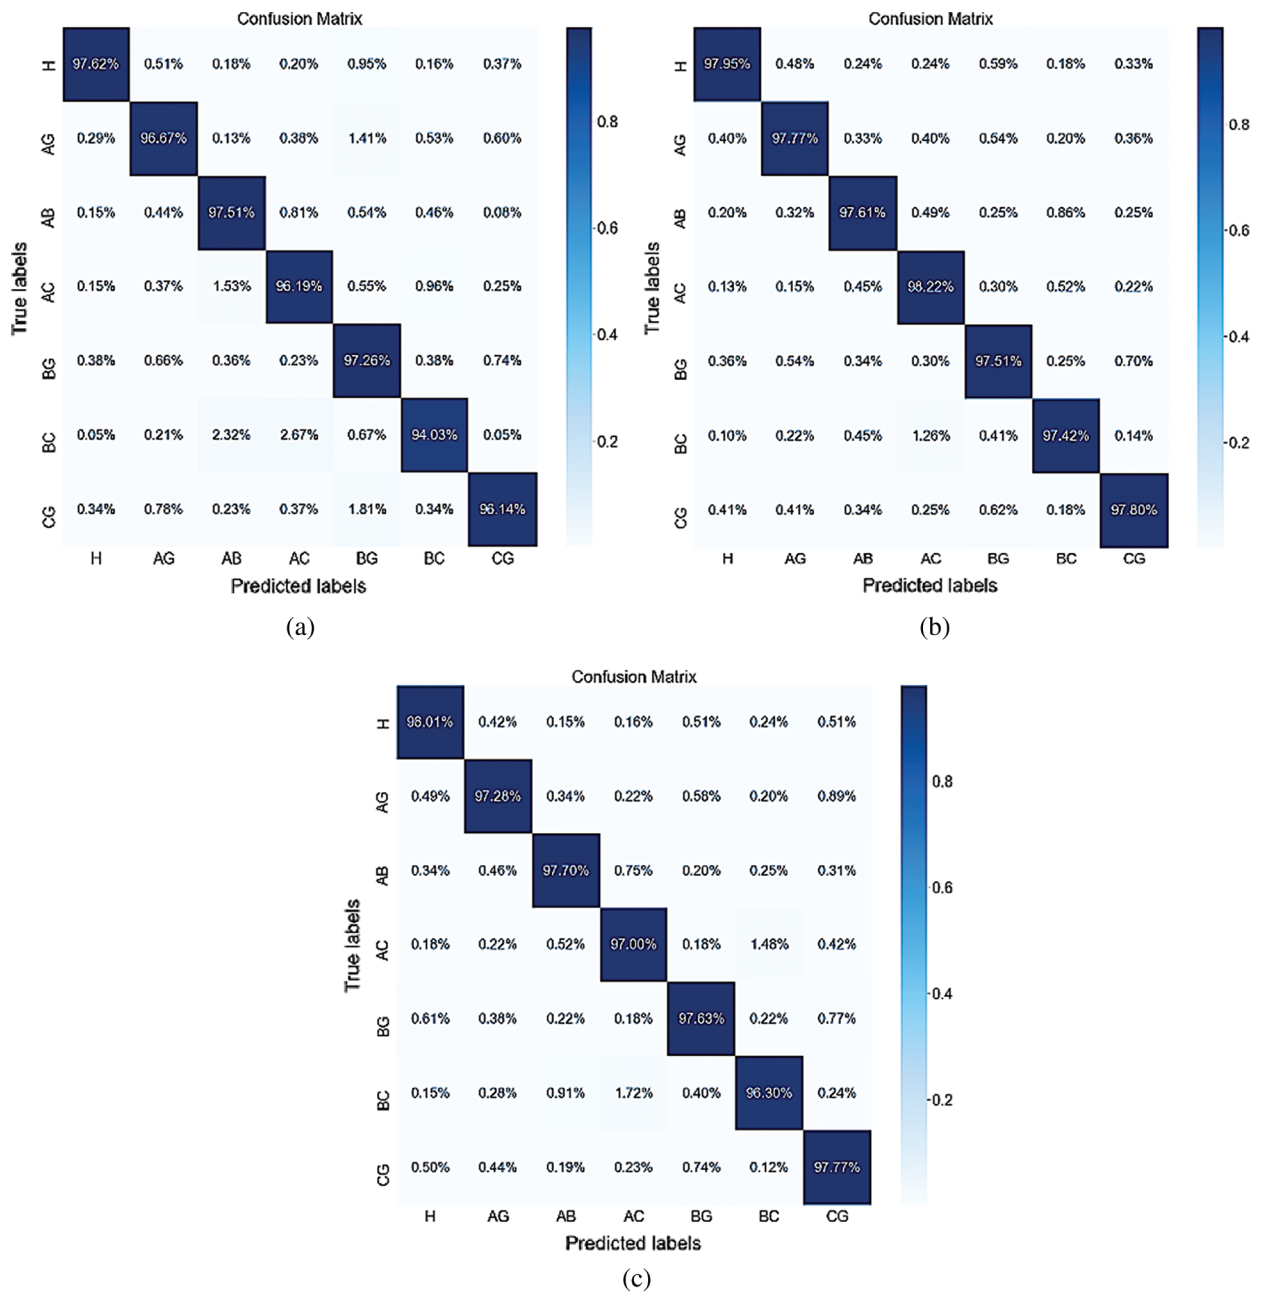 Confusion Matrix
H 97.62% 0.51% 0.18% 0.20% 0.95% 0.16% 0.37%
AG 0.29% 96.67% 0.13% 0.38% 1.41% 0.53% 0.60%
AB 0.15% 0.44% 97.51% 0.81% 0.54% 0.46% 0.08%
AC 0.15% 0.37% 1.53% 96.19% 0.55% 0.96% 0.25%
BG 0.38% 0.66% 0.36% 0.23% 97.26% 0.38% 0.74%
BC 0.05% 0.21% 2.32% 2.67% 0.67% 94.03% 0.05%
CG 0.34% 0.78% 0.23% 0.37% 1.81% 0.34% 96.14%
H AG AB AC BG BC CG
Predicted labels
True labels
0.8
0.6
0.4
0.2
(a)
Confusion Matrix
H 97.95% 0.48% 0.24% 0.24% 0.59% 0.18% 0.33%
AG 0.40% 97.77% 0.33% 0.40% 0.54% 0.20% 0.36%
AB 0.20% 0.32% 97.61% 0.49% 0.25% 0.86% 0.25%
AC 0.13% 0.15% 0.45% 98.22% 0.30% 0.52% 0.22%
BG 0.36% 0.54% 0.34% 0.30% 97.51% 0.25% 0.70%
BC 0.10% 0.22% 0.45% 1.26% 0.41% 97.42% 0.14%
CG 0.41% 0.41% 0.34% 0.25% 0.62% 0.18% 97.80%
H AG AB AC BG BC CG
Predicted labels
True labels
0.8
0.6
0.4
0.2
(b)
Confusion Matrix
H 98.01% 0.42% 0.15% 0.16% 0.51% 0.24% 0.51%
AG 0.49% 97.28% 0.34% 0.22% 0.58% 0.20% 0.89%
AB 0.34% 0.46% 97.70% 0.75% 0.20% 0.25% 0.31%
AC 0.18% 0.22% 0.52% 97.00% 0.18% 1.48% 0.42%
BG 0.61% 0.38% 0.22% 0.18% 97.63% 0.22% 0.77%
BC 0.15% 0.28% 0.91% 1.72% 0.40% 96.30% 0.24%
CG 0.50% 0.44% 0.19% 0.23% 0.74% 0.12% 97.77%
H AG AB AC BG BC CG
Predicted labels
True labels
0.8
0.6
0.4
0.2
(c)